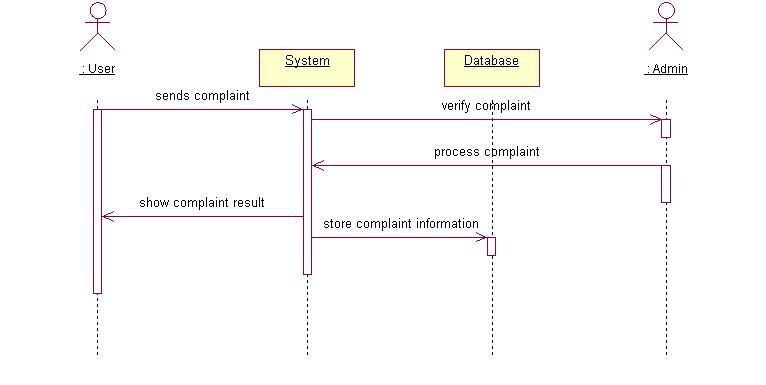 : User
System
Database
: Admin
sends complaint
verify complaint
process complaint
show complaint result
store complaint information